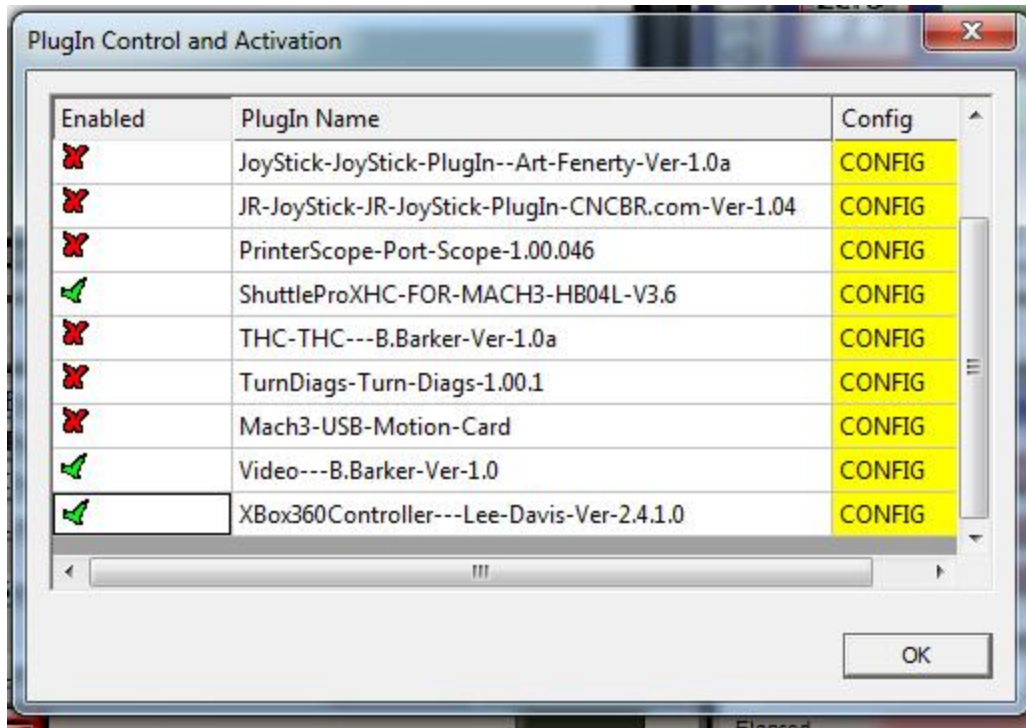 PlugIn Control and Activation
Enabled PlugIn Name Config
JoyStick-JoyStick-PlugIn--Art-Fenerty-Ver-1.0a CONFIG
JR-JoyStick-JR-JoyStick-PlugIn-CNCBR.com-Ver-1.04 CONFIG
PrinterScope-Port-Scope-1.00.046 CONFIG
ShuttleProXHC-FOR-MACH3-HB04L-V3.6 CONFIG
THC-THC---B.Barker-Ver-1.0a CONFIG
TurnDiags-Turn-Diags-1.00.1 CONFIG
Mach3-USB-Motion-Card CONFIG
Video---B.Barker-Ver-1.0 CONFIG
XBox360Controller---Lee-Davis-Ver-2.4.1.0 CONFIG
OK